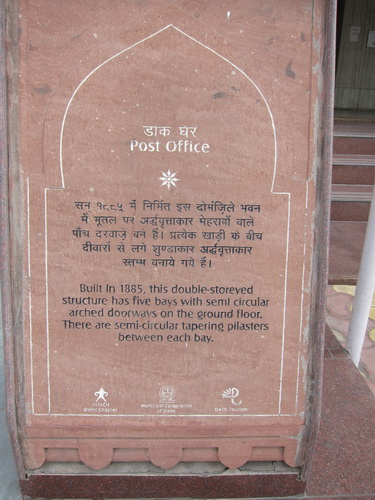 डाक घर
Post Office
सन १८८५ में निर्मित इस दोमंज़िले भवन
में भूतल पर अर्द्धवृत्ताकार मेहराबों वाले
पाँच दरवाज़े बने हैं। प्रत्येक खाड़ी के बीच
दीवारों से लगे शुण्डाकार अर्द्धवृत्ताकार
स्तम्भ बनाये गये हैं।
Built in 1885, this double-storeyed
structure has five bays with semi circular
arched doorways on the ground floor.
There are semi-circular tapering pilasters
between each bay.
INTACH
Delhi Chapter
Municipal Corporation
of Delhi
Delhi Tourism